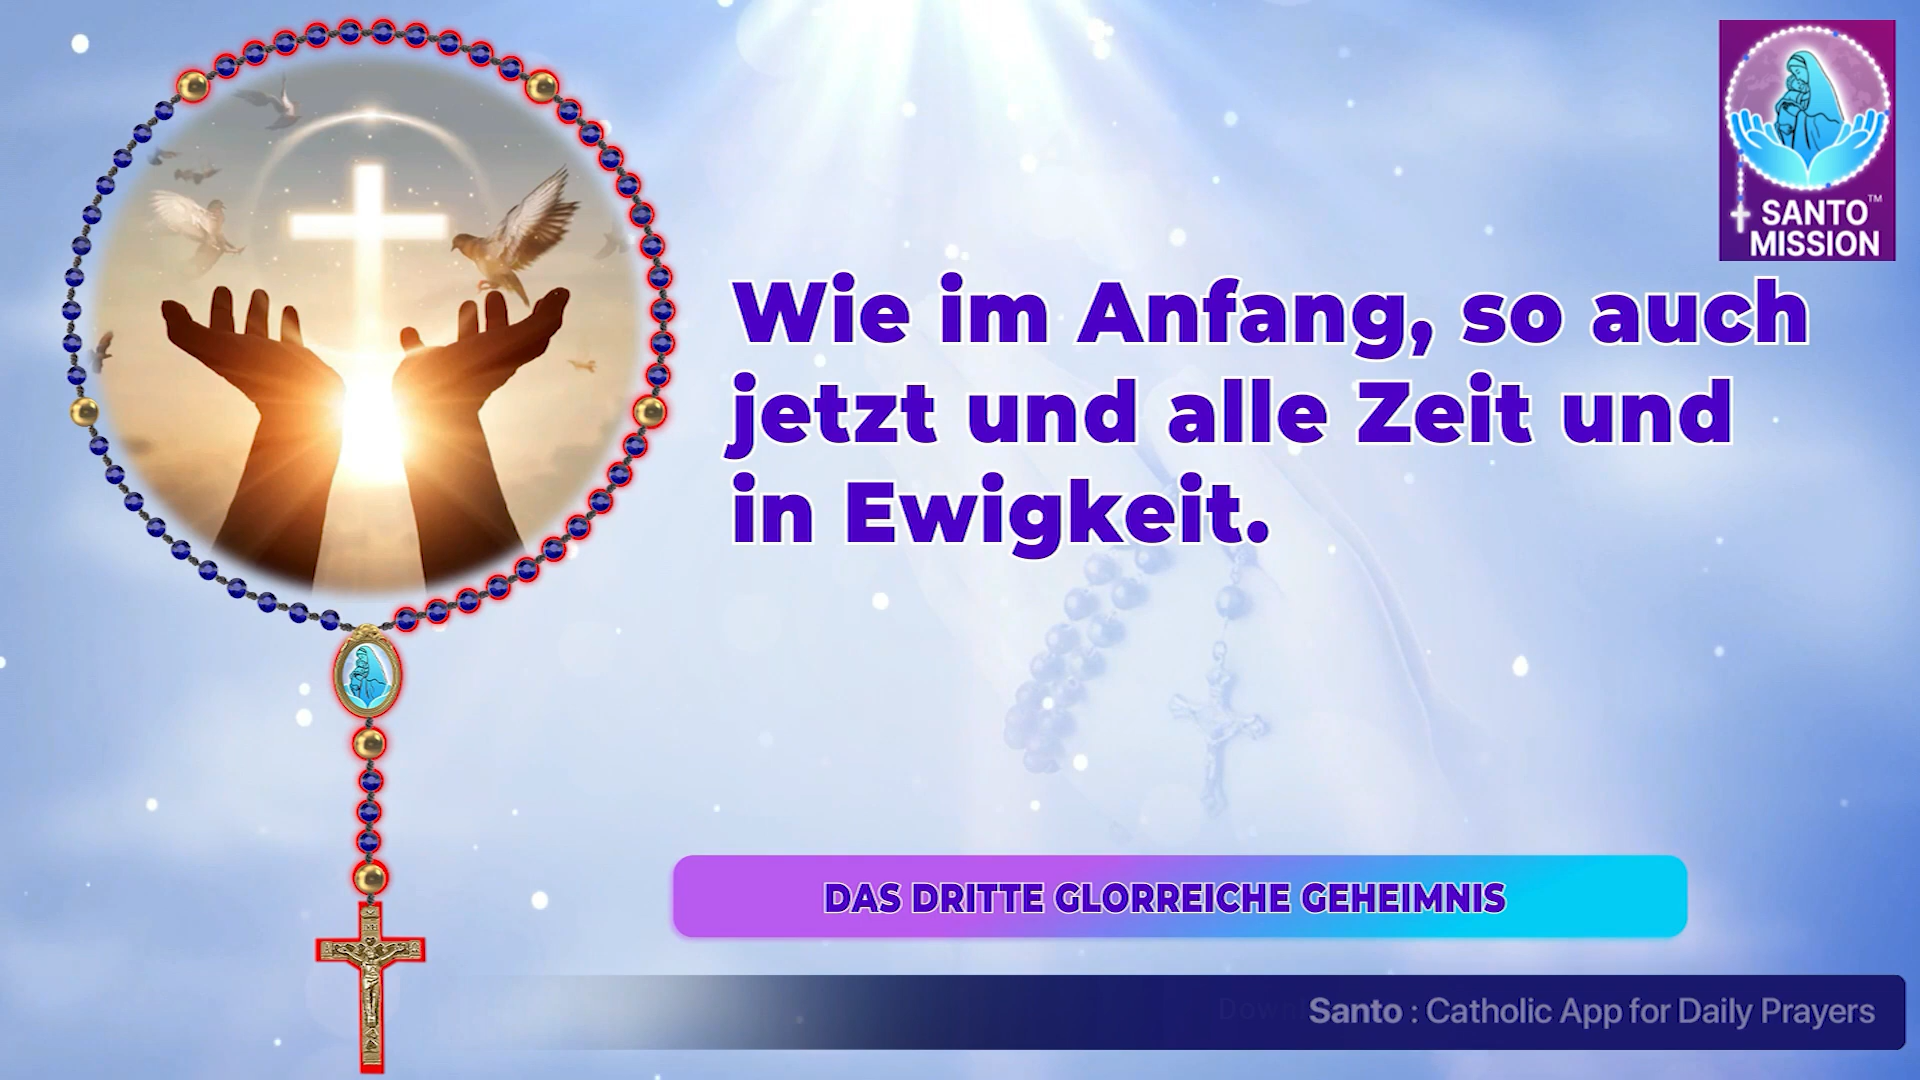 SANTO™
MISSION
Wie im Anfang, so auch
jetzt und alle Zeit und
in Ewigkeit.
DAS DRITTE GLORREICHE GEHEIMNIS
Santo : Catholic App for Daily Prayers